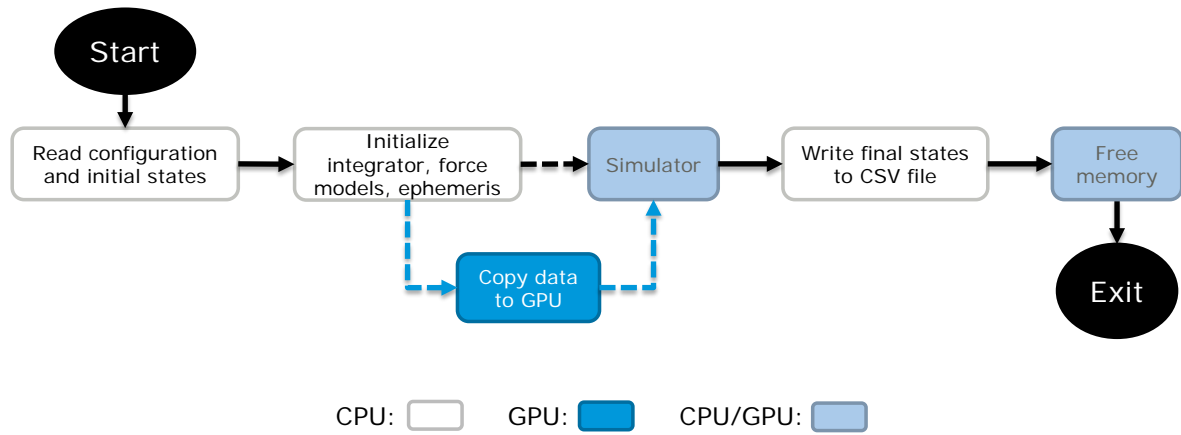 Start
Read configuration
and initial states
Initialize
integrator, force
models, ephemeris
Simulator
Write final states
to CSV file
Free
memory
Copy data
to GPU
Exit
CPU:
GPU:
CPU/GPU: